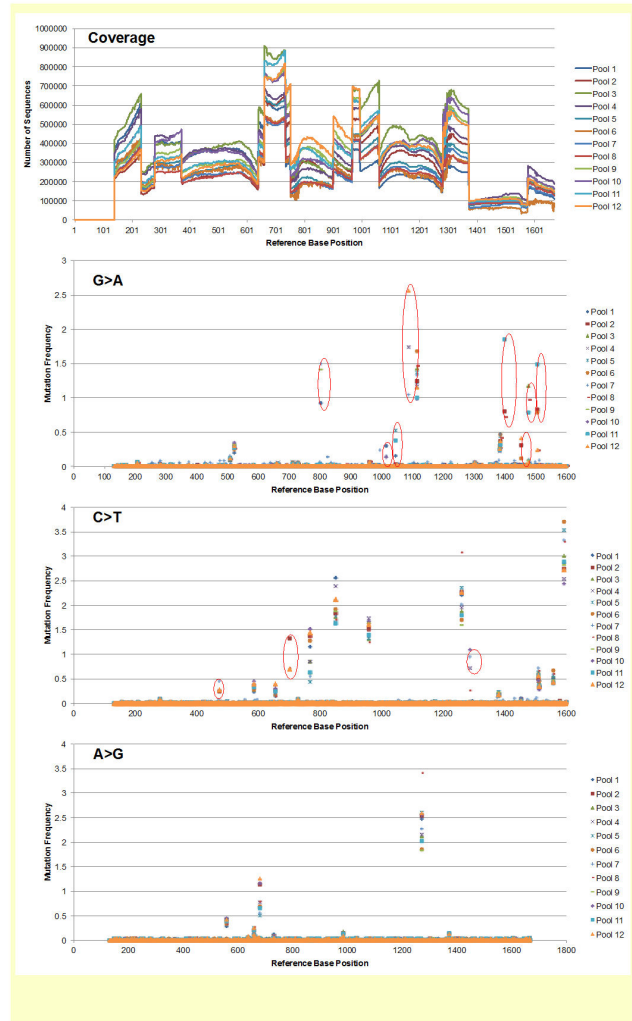 Coverage
Number of Sequences
1000000
900000
800000
700000
600000
500000
400000
300000
200000
100000
0
1 101 201 301 401 501 601 701 801 901 1001 1101 1201 1301 1401 1501 1601
Reference Base Position
Pool 1
Pool 2
Pool 3
Pool 4
Pool 5
Pool 6
Pool 7
Pool 8
Pool 9
Pool 10
Pool 11
Pool 12
G>A
Mutation Frequency
3
2.5
2
1.5
1
0.5
0
0 100 200 300 400 500 600 700 800 900 1000 1100 1200 1300 1400 1500 1600
Reference Base Position
Pool 1
Pool 2
Pool 3
Pool 4
Pool 5
Pool 6
Pool 7
Pool 8
Pool 9
Pool 10
Pool 11
Pool 12
C>T
Mutation Frequency
4
3.5
3
2.5
2
1.5
1
0.5
0
0 200 400 600 800 1000 1200 1400 1600
Reference Base Position
Pool 1
Pool 2
Pool 3
Pool 4
Pool 5
Pool 6
Pool 7
Pool 8
Pool 9
Pool 10
Pool 11
Pool 12
A>G
Mutation Frequency
4
3.5
3
2.5
2
1.5
1
0.5
0
0 200 400 600 800 1000 1200 1400 1600 1800
Reference Base Position
Pool 1
Pool 2
Pool 3
Pool 4
Pool 5
Pool 6
Pool 7
Pool 8
Pool 9
Pool 10
Pool 11
Pool 12